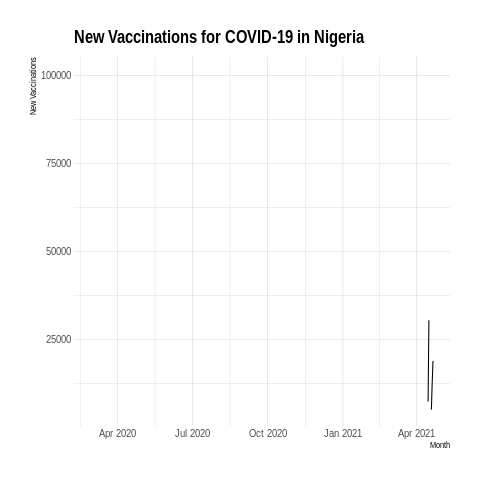 New Vaccinations for COVID-19 in Nigeria
New Vaccinations
100000
75000
50000
25000
Apr 2020 Jul 2020 Oct 2020 Jan 2021 Apr 2021
Month